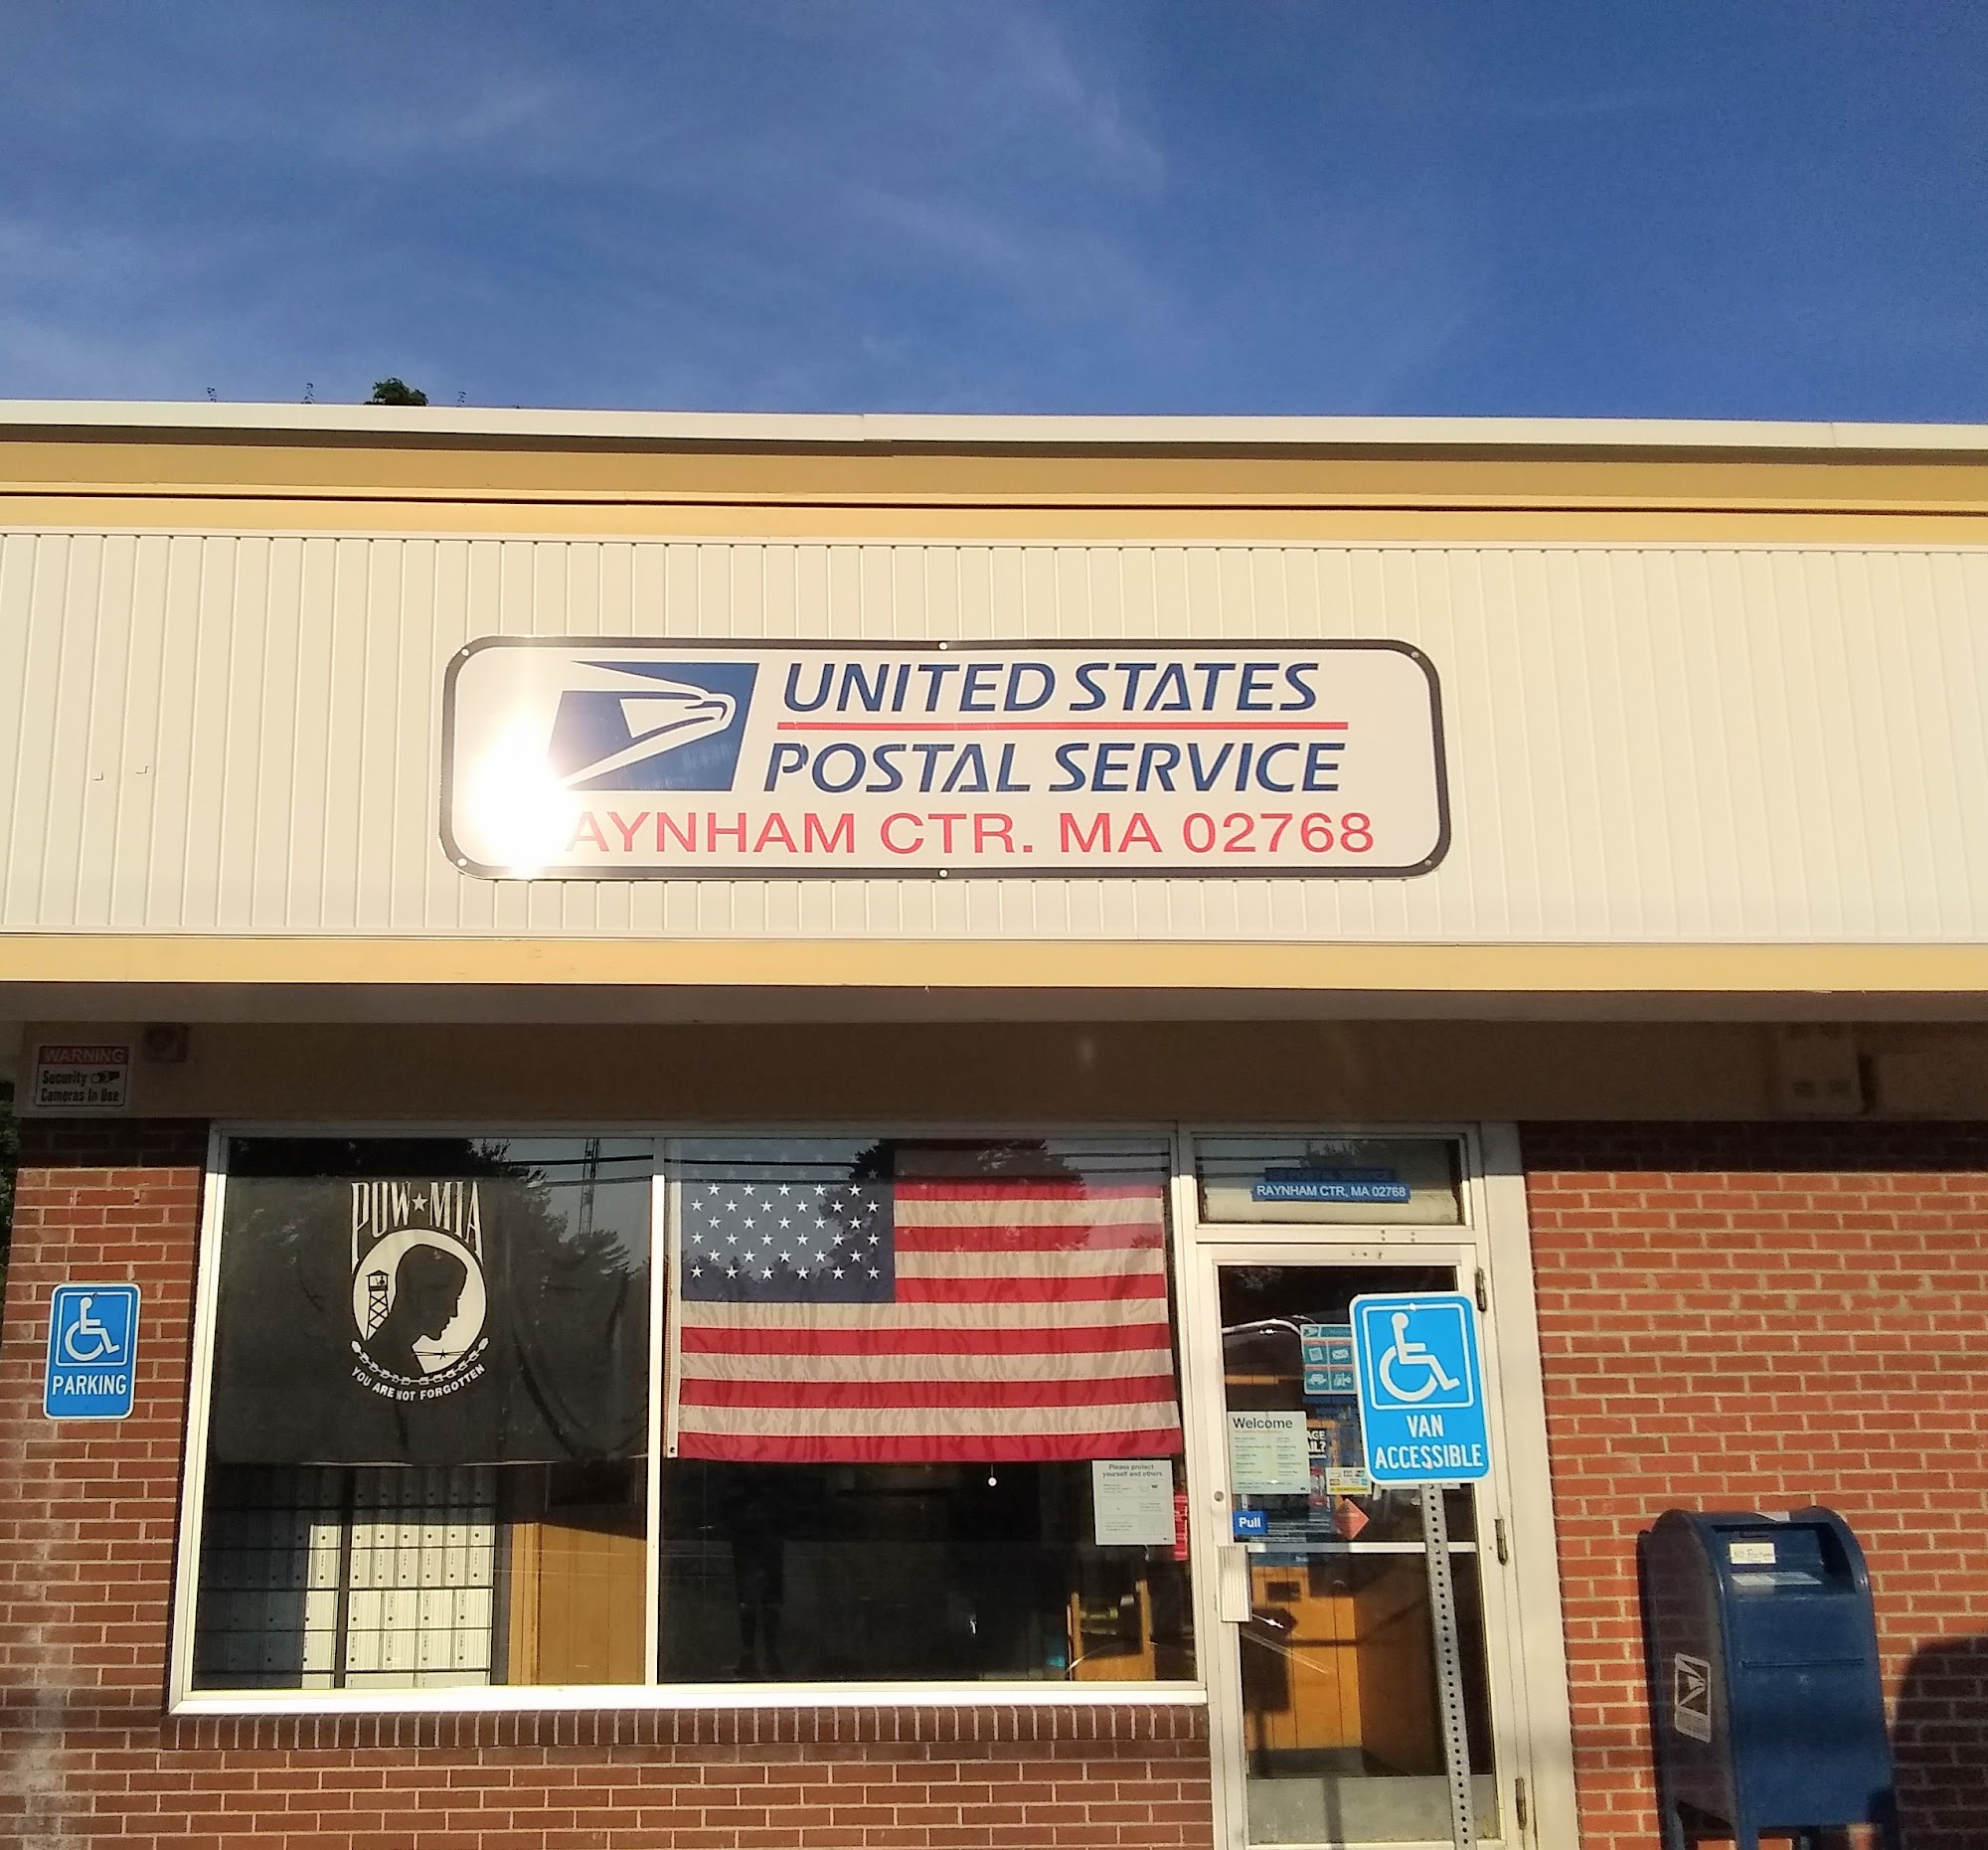 UNITED STATES
POSTAL SERVICE
AYNHAM CTR. MA 02768
WARNING
Security
Cameras In Use
POW★MIA
YOU ARE NOT FORGOTTEN
RAYNHAM CTR, MA 02768
PARKING
VAN
ACCESSIBLE
Welcome
Please protect
yourself and others
Pull